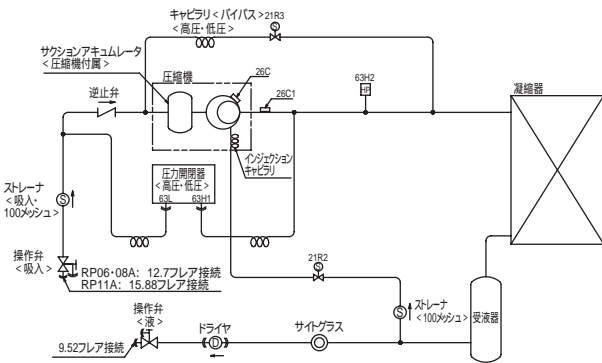 キャピラリ<バイパス>
<高圧・低圧>
21R3
S
サクションアキュムレータ
<圧縮機付属>
圧縮機
26C
63H2
HP
凝縮器
逆止弁
26C1
インジェクション
キャピラリ
圧力開閉器
<高圧・低圧>
63L
63H1
ストレーナ
<吸入・
100メッシュ>
S
操作弁
<吸入>
RP06・08A: 12.7フレア接続
RP11A: 15.88フレア接続
21R2
S
操作弁
<液>
ドライヤ
サイトグラス
S
ストレーナ
<100メッシュ>
受液器
9.52フレア接続
D